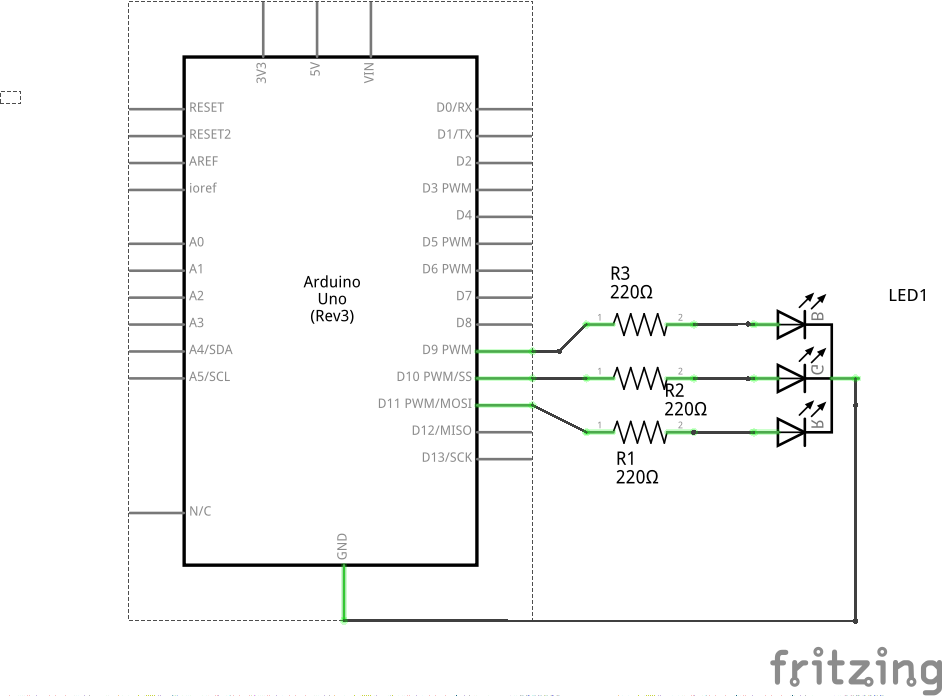 3V3
5V
VIN
RESET
RESET2
AREF
ioref
A0
A1
A2
A3
A4/SDA
A5/SCL
N/C
Arduino
Uno
(Rev3)
D0/RX
D1/TX
D2
D3 PWM
D4
D5 PWM
D6 PWM
D7
D8
D9 PWM
D10 PWM/SS
D11 PWM/MOSI
D12/MISO
D13/SCK
GND
R3
220Ω
1
2
1
2
R2
220Ω
1
2
R1
220Ω
LED1
B
G
R
fritzing